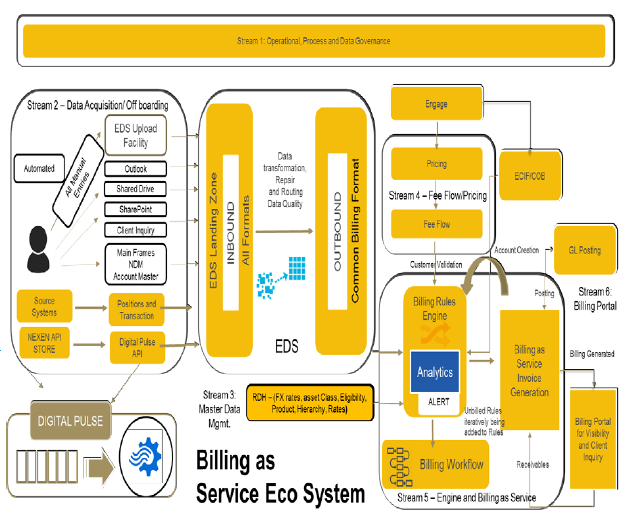 Stream 1: Operational, Process and Data Governance
Stream 2 – Data Acquisition/ Off boarding
EDS Upload
Facility
Automated
All Manual
Entries
Outlook
Shared Drive
SharePoint
Client Inquiry
Main Frames
NDM
Account Master
Source
Systems
Positions and
Transaction
NEXEN API
STORE
Digital Pulse
API
DIGITAL PULSE
EDS Landing Zone
INBOUND
All Formats
Data
transformation,
Repair
and Routing
Data Quality
OUTBOUND
Common Billing Format
EDS
Stream 3:
Master Data
Mgmt.
RDH – (FX rates, asset Class, Eligibility,
Product, Hierarchy, Rates)
Billing as
Service Eco System
Engage
Pricing
Stream 4 – Fee Flow/Pricing
Fee Flow
ECIF/COB
Customer Validation
Account Creation
GL Posting
Posting
Stream 6:
Billing Portal
Billing Rules
Engine
Analytics
ALERT
Billing as
Service
Invoice
Generation
Billing Generated
Unbilled Rules
iteratively being
added to Rules
Billing Portal
for Visibility
and Client
Inquiry
Receivables
Billing Workflow
Stream 5 – Engine and Billing as Service